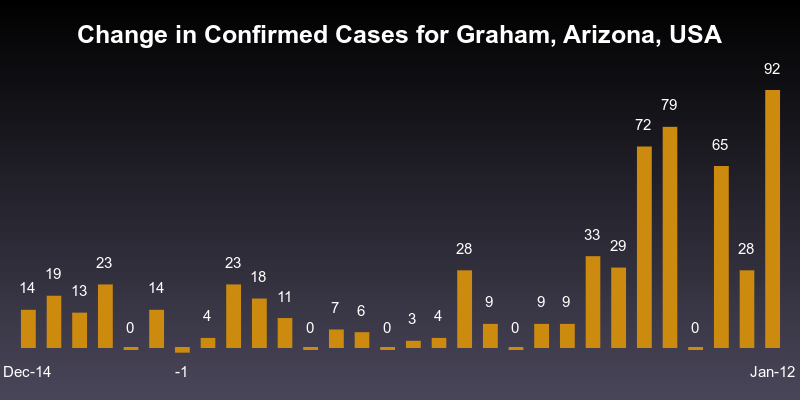 Change in Confirmed Cases for Graham, Arizona, USA
14 19 13 23 0 14 -1 4 23 18 11 0 7 6 0 3 4 28 9 0 9 9 33 29 72 79 0 65 28 92
Dec-14 Jan-12